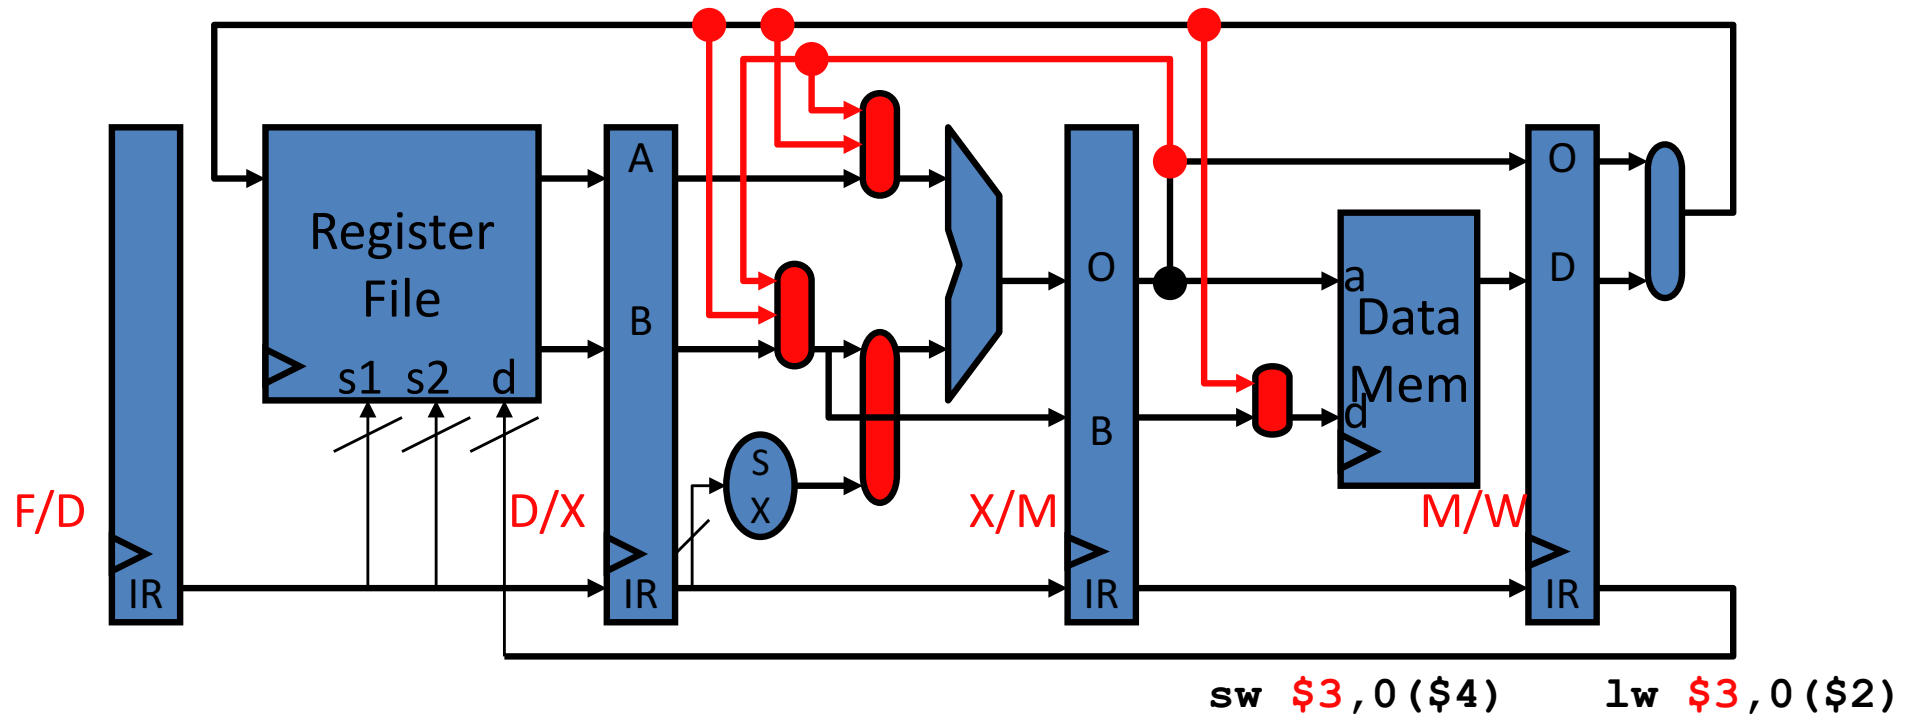 A
O
Register
File
B
O
a
D
Data
Mem
s1 s2 d
d
B
S
X
F/D
D/X
X/M
M/W
IR
IR
IR
IR
sw $3,0($4)
lw $3,0($2)